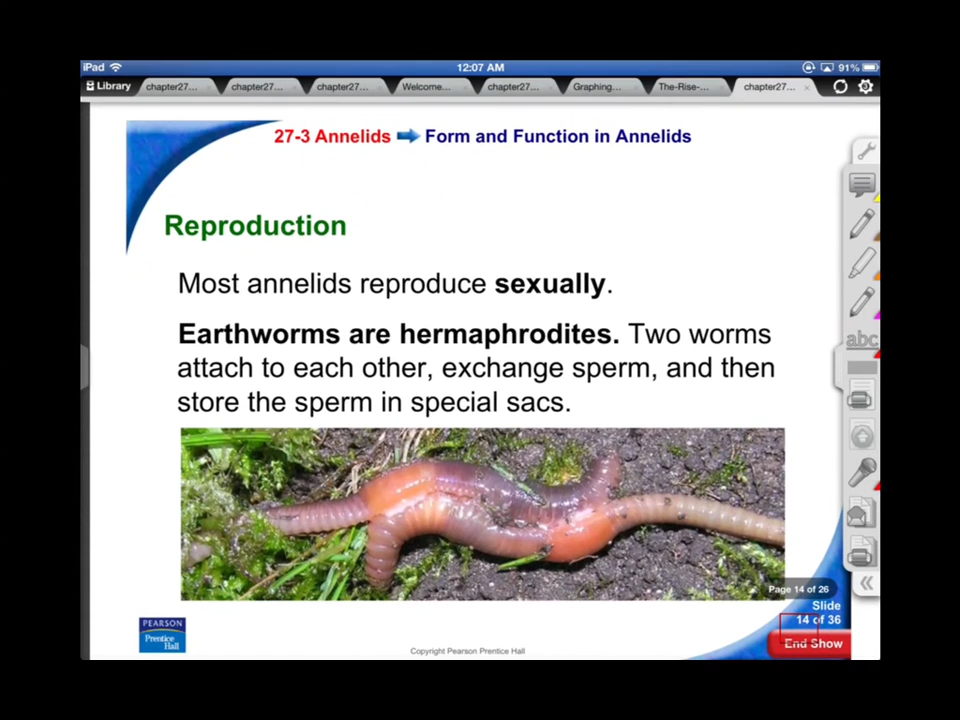 iPad
12:07 AM
91%
Library
chapter27...
chapter27...
chapter27...
Welcome...
chapter27...
Graphing...
The-Rise-...
chapter27...
27-3 Annelids
Form and Function in Annelids
Reproduction
Most annelids reproduce sexually.
Earthworms are hermaphrodites. Two worms
attach to each other, exchange sperm, and then
store the sperm in special sacs.
abc
Page 14 of 26
Slide
14 of 36
End Show
PEARSON
Prentice
Hall
Copyright Pearson Prentice Hall